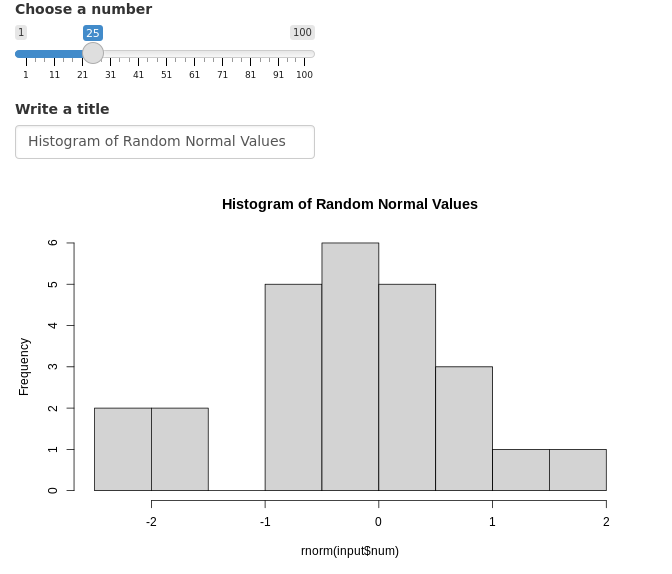 Choose a number
1 25 100
1 11 21 31 41 51 61 71 81 91 100
Write a title
Histogram of Random Normal Values
Histogram of Random Normal Values
6
5
4
3
2
1
0
Frequency
-2 -1 0 1 2
rnorm(input$num)